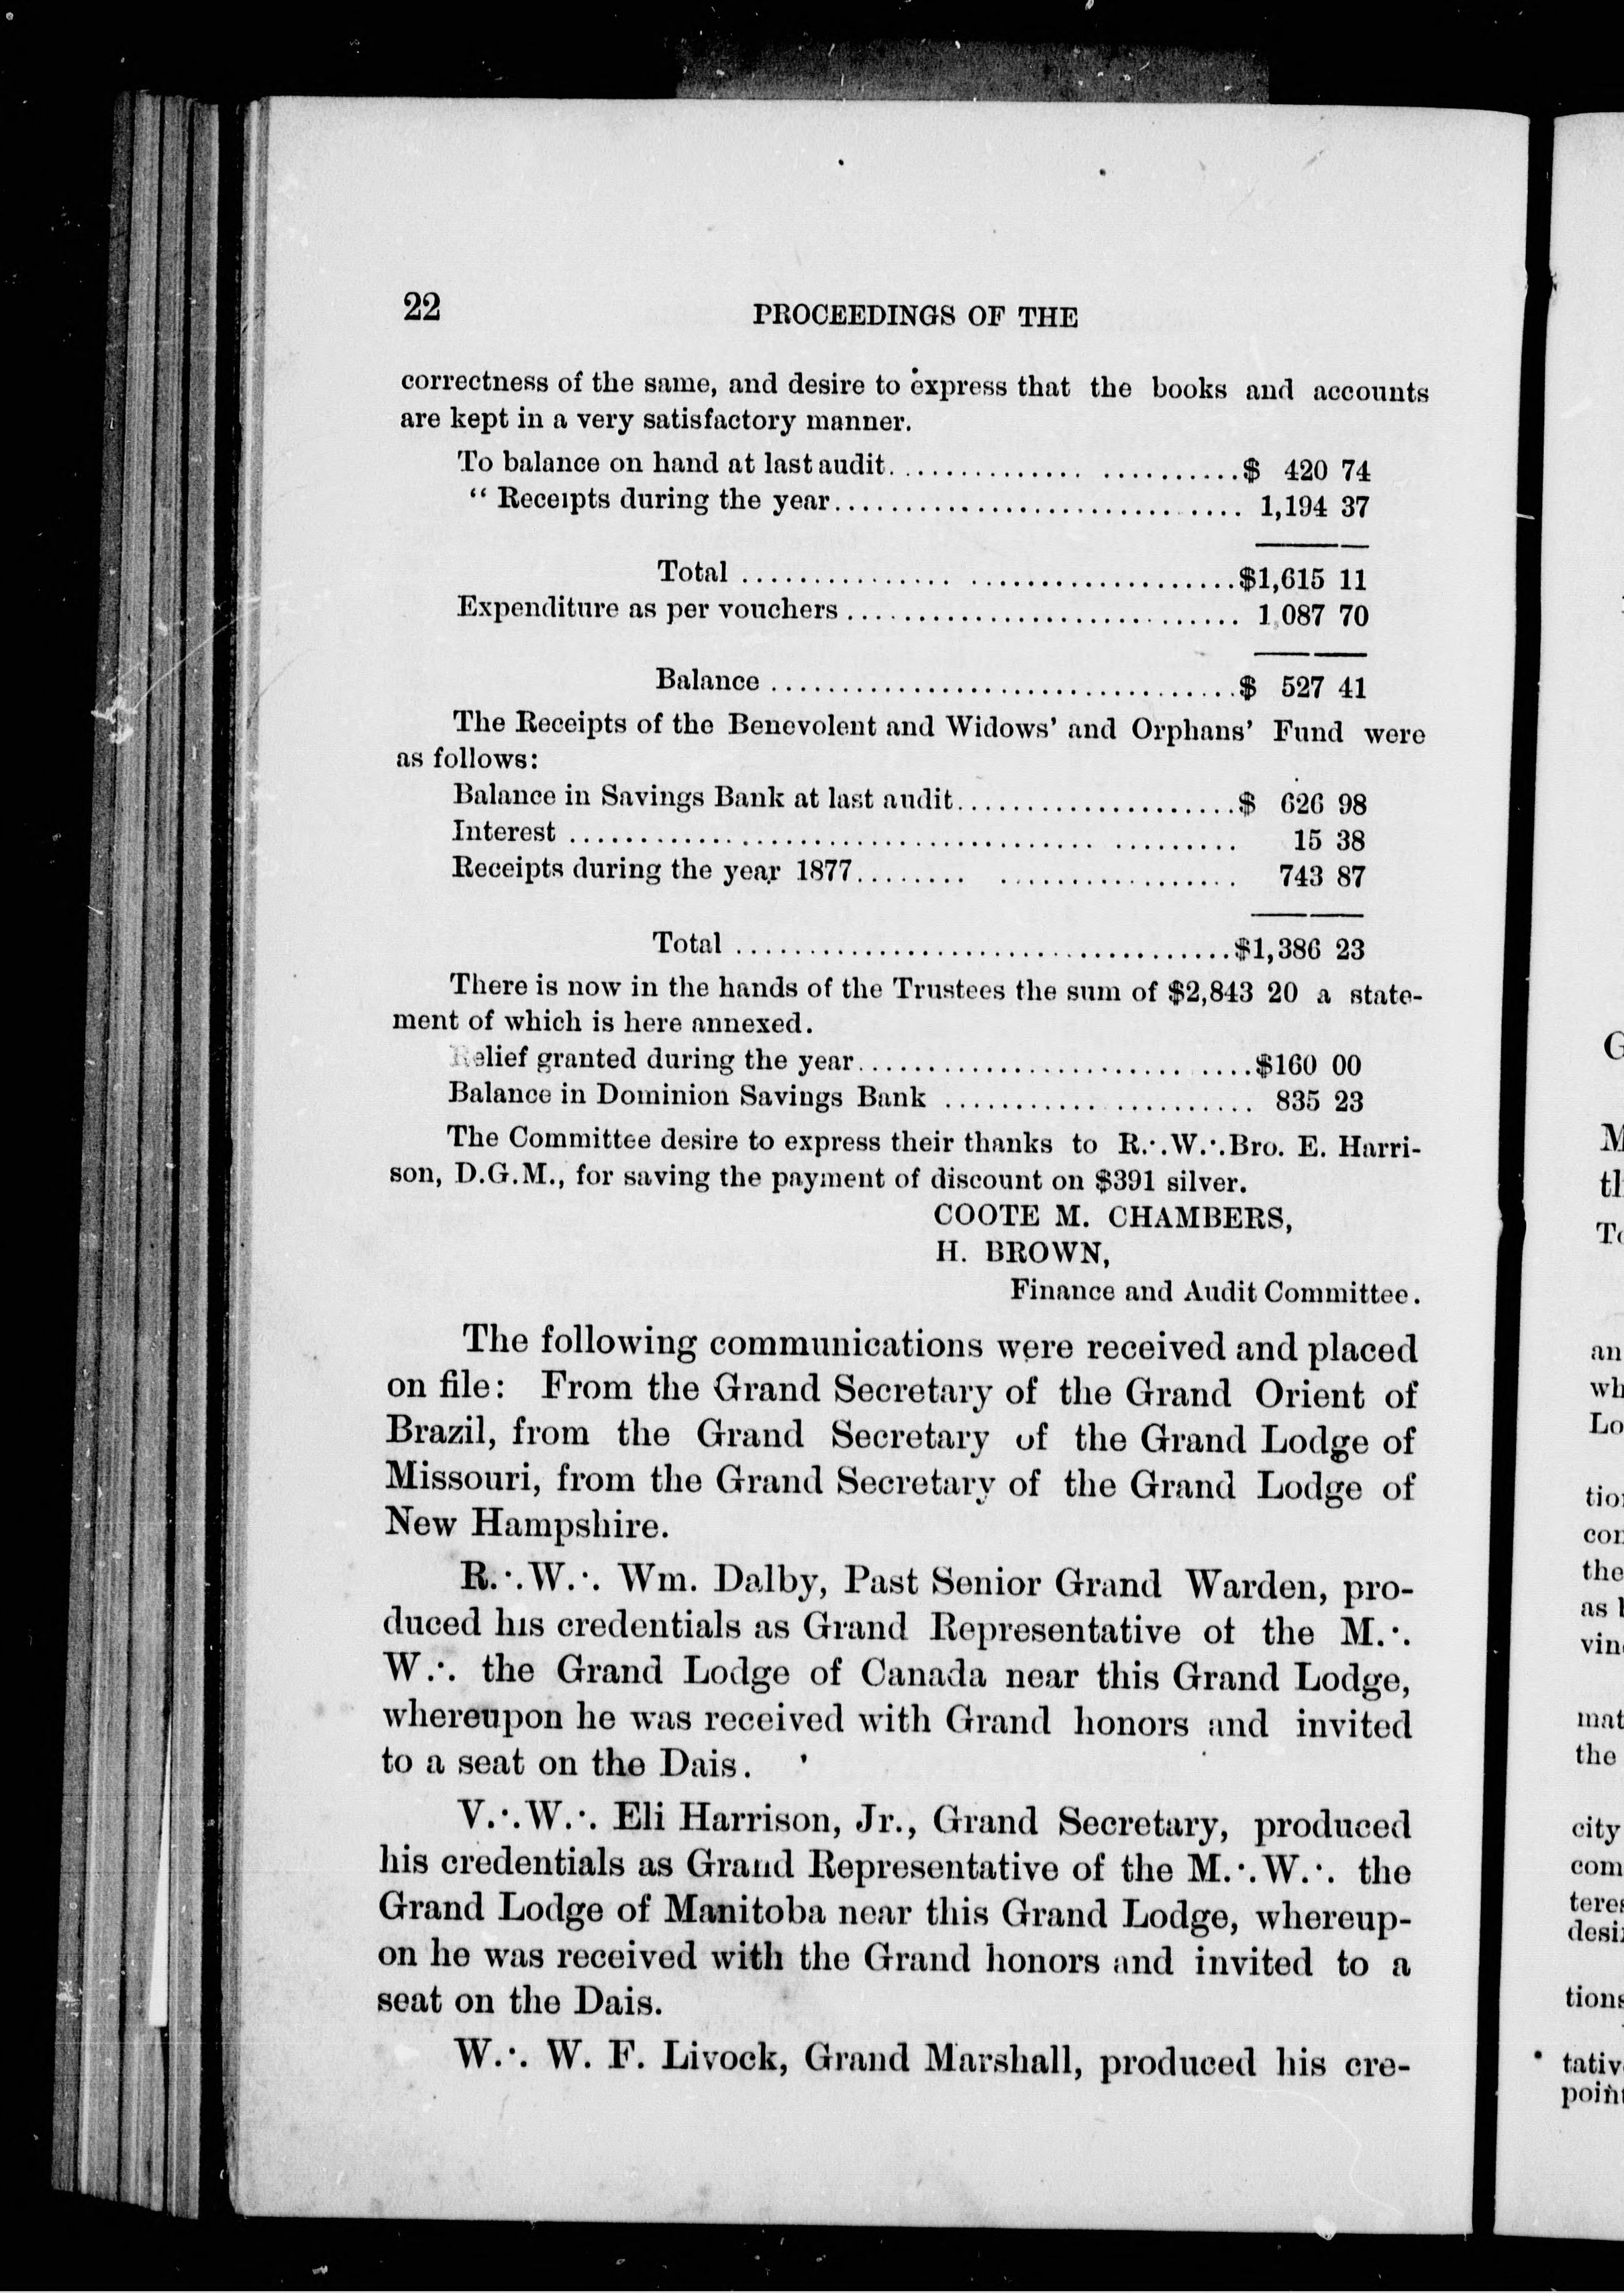 22 PROCEEDINGS OF THE
correctness of the same, and desire to express that the books and accounts
are kept in a very satisfactory manner.
To balance on hand at last audit.............................$ 420 74
“ Receipts during the year............................. 1,194 37
Total .................................$1,615 11
Expenditure as per vouchers ............................ 1,087 70
Balance .................................$ 527 41
The Receipts of the Benevolent and Widows’ and Orphans’ Fund were
as follows:
Balance in Savings Bank at last audit....................$ 626 98
Interest ............................................... 15 38
Receipts during the year 1877......................... 743 87
Total ...................................$1,386 23
There is now in the hands of the Trustees the sum of $2,843 20 a state-
ment of which is here annexed.
Relief granted during the year............................$160 00
Balance in Dominion Savings Bank ...................... 835 23
The Committee desire to express their thanks to R.·.W.·.Bro. E. Harri-
son, D.G.M., for saving the payment of discount on $391 silver.
COOTE M. CHAMBERS,
H. BROWN,
Finance and Audit Committee.
The following communications were received and placed
on file: From the Grand Secretary of the Grand Orient of
Brazil, from the Grand Secretary of the Grand Lodge of
Missouri, from the Grand Secretary of the Grand Lodge of
New Hampshire.
R.·.W.·. Wm. Dalby, Past Senior Grand Warden, pro-
duced his credentials as Grand Representative of the M.·.
W.·. the Grand Lodge of Canada near this Grand Lodge,
whereupon he was received with Grand honors and invited
to a seat on the Dais.
V.·.W.·. Eli Harrison, Jr., Grand Secretary, produced
his credentials as Grand Representative of the M.·.W.·. the
Grand Lodge of Manitoba near this Grand Lodge, whereup-
on he was received with the Grand honors and invited to a
seat on the Dais.
W.·. W. F. Livock, Grand Marshall, produced his cre-